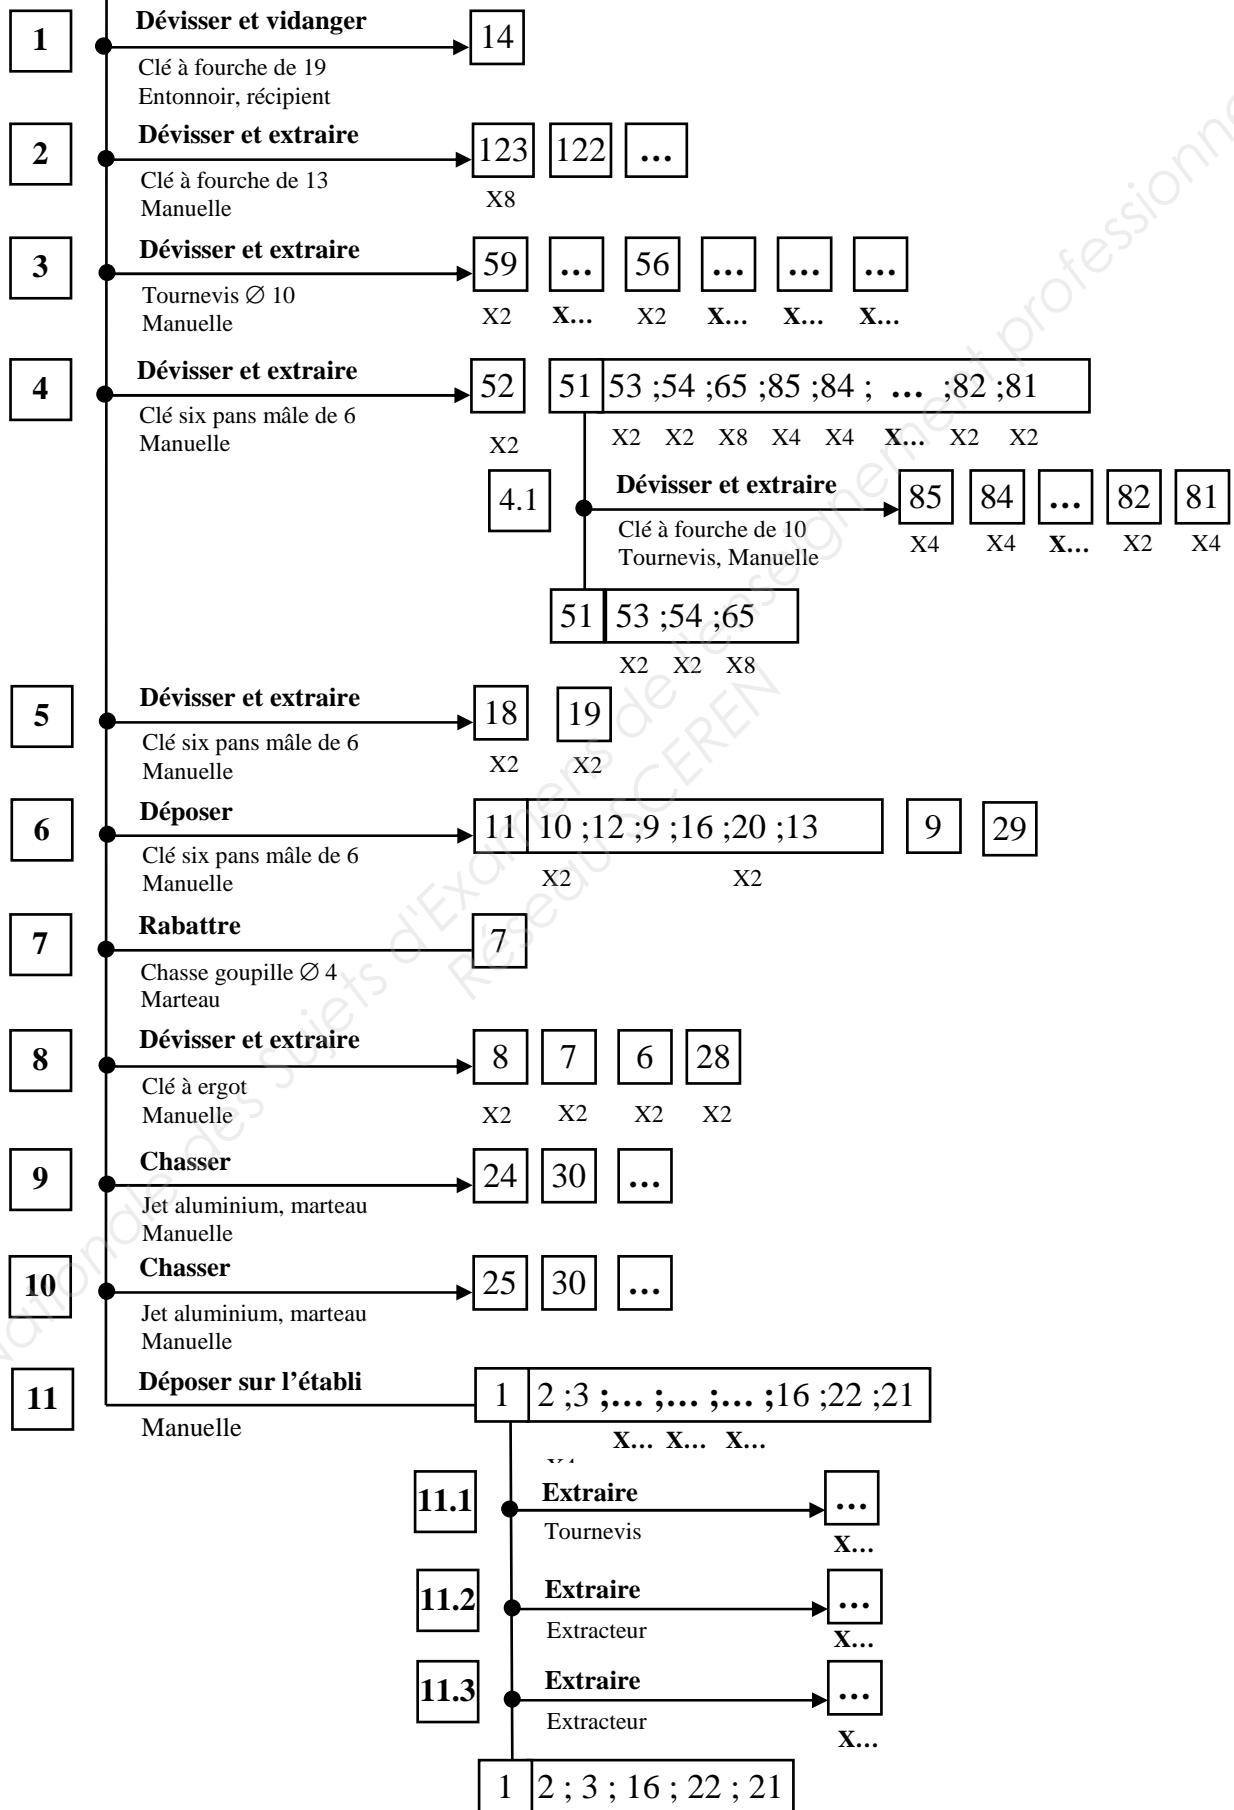 1
Dévisser et vidanger
14
Clé à fourche de 19
Entonnoir, récipient
2
Dévisser et extraire
123 122 ...
Clé à fourche de 13
Manuelle
X8
3
Dévisser et extraire
59 ... 56 ... ... ...
Tournevis ∅ 10
Manuelle
X2 X... X2 X... X... X...
4
Dévisser et extraire
52 51 53 ;54 ;65 ;85 ;84 ; ... ;82 ;81
Clé six pans mâle de 6
Manuelle
X2 X2 X2 X8 X4 X4 X... X2 X2
4.1
Dévisser et extraire
85 84 ... 82 81
Clé à fourche de 10
Tournevis, Manuelle
X4 X4 X... X2 X4
51 53 ;54 ;65
X2 X2 X8
5
Dévisser et extraire
18 19
Clé six pans mâle de 6
Manuelle
X2 X2
6
Déposer
11 10 ;12 ;9 ;16 ;20 ;13 9 29
Clé six pans mâle de 6
Manuelle
X2 X2
7
Rabattre
7
Chasse goupille ∅ 4
Marteau
8
Dévisser et extraire
8 7 6 28
Clé à ergot
Manuelle
X2 X2 X2 X2
9
Chasser
24 30 ...
Jet aluminium, marteau
Manuelle
10
Chasser
25 30 ...
Jet aluminium, marteau
Manuelle
11
Déposer sur l'établi
1 2 ;3 ;... ;... ;... ;16 ;22 ;21
Manuelle
X... X... X...
11.1
Extraire
...
Tournevis
X...
11.2
Extraire
...
Extracteur
X...
11.3
Extraire
...
Extracteur
X...
1 2 ; 3 ; 16 ; 22 ; 21
nationale des sujets d'Examens de l'enseignement professionne
Réseau SCEREN